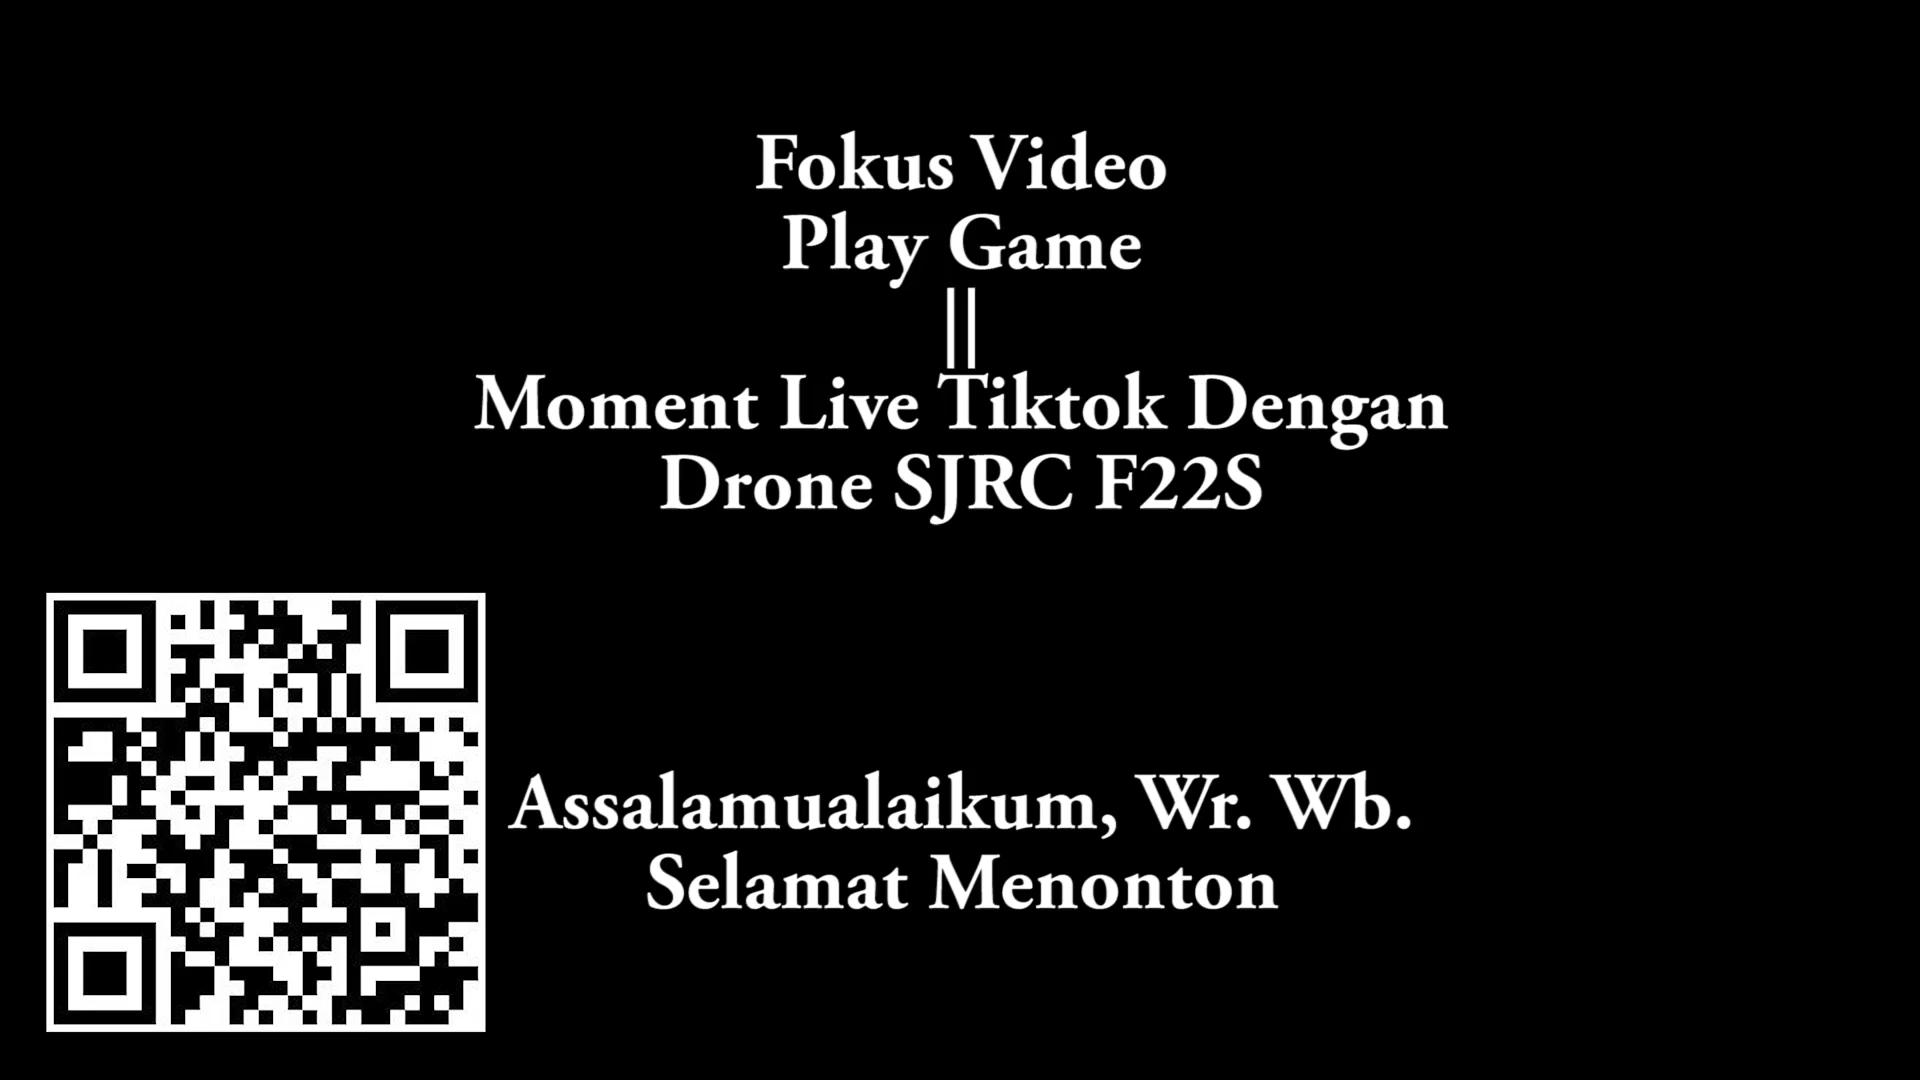 Fokus Video
Play Game
||
Moment Live Tiktok Dengan
Drone SJRC F22S
Assalamualaikum, Wr. Wb.
Selamat Menonton